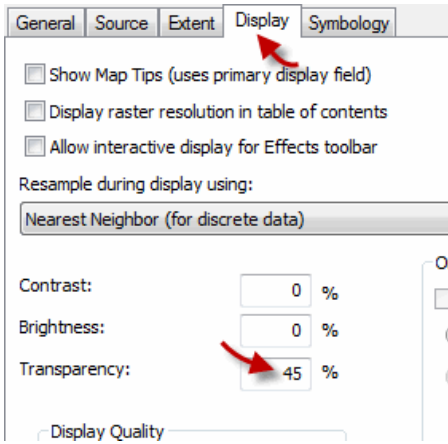 General Source Extent Display Symbology
Show Map Tips (uses primary display field)
Display raster resolution in table of contents
Allow interactive display for Effects toolbar
Resample during display using:
Nearest Neighbor (for discrete data)
Contrast: 0 %
Brightness: 0 %
Transparency: 45 %
Display Quality